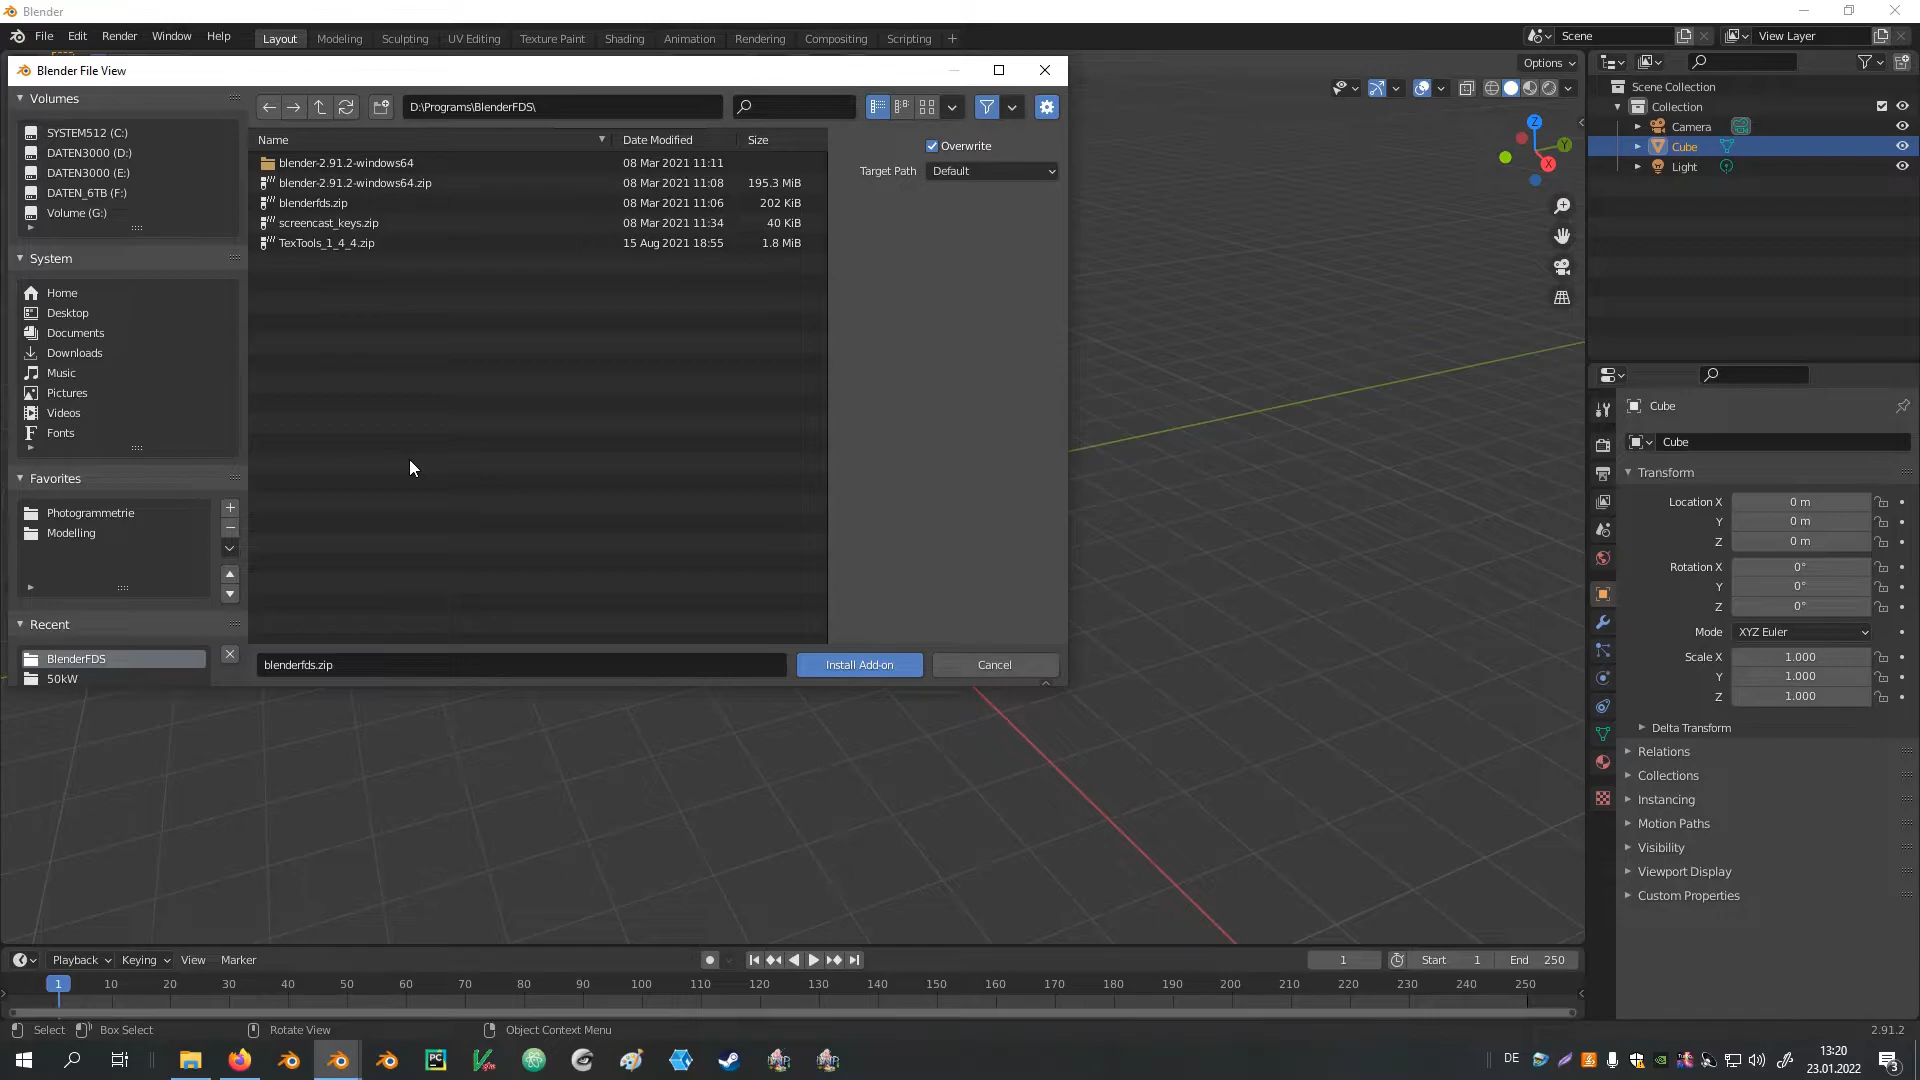 Blender
File Edit Render Window Help Layout Modeling Sculpting UV Editing Texture Paint Shading Animation Rendering Compositing Scripting + Scene View Layer
Options
Blender File View
Volumes
SYSTEM512 (C:)
DATEN3000 (D:)
DATEN3000 (E:)
DATEN_6TB (F:)
Volume (G:)
System
Home
Desktop
Documents
Downloads
Music
Pictures
Videos
Fonts
Favorites
Photogrammetrie
Modelling
Recent
BlenderFDS
50kW
D:\Programs\BlenderFDS\
Name Date Modified Size
blender-2.91.2-windows64 08 Mar 2021 11:11
blender-2.91.2-windows64.zip 08 Mar 2021 11:08 195.3 MiB
blenderfds.zip 08 Mar 2021 11:06 202 KiB
screencast_keys.zip 08 Mar 2021 11:34 40 KiB
TexTools_1_4_4.zip 15 Aug 2021 18:55 1.8 MiB
Overwrite
Target Path Default
blenderfds.zip Install Add-on Cancel
Z
Y
X
Scene Collection
Collection
Camera
Cube
Light
Cube
Cube
Transform
Location X 0 m
Y 0 m
Z 0 m
Rotation X 0°
Y 0°
Z 0°
Mode XYZ Euler
Scale X 1.000
Y 1.000
Z 1.000
Delta Transform
Relations
Collections
Instancing
Motion Paths
Visibility
Viewport Display
Custom Properties
Playback Keying View Marker 1 Start 1 End 250
1 10 20 30 40 50 60 70 80 90 100 110 120 130 140 150 160 170 180 190 200 210 220 230 240 250
Select Box Select Rotate View Object Context Menu 2.91.2
PC DE 13:20
23.01.2022 3